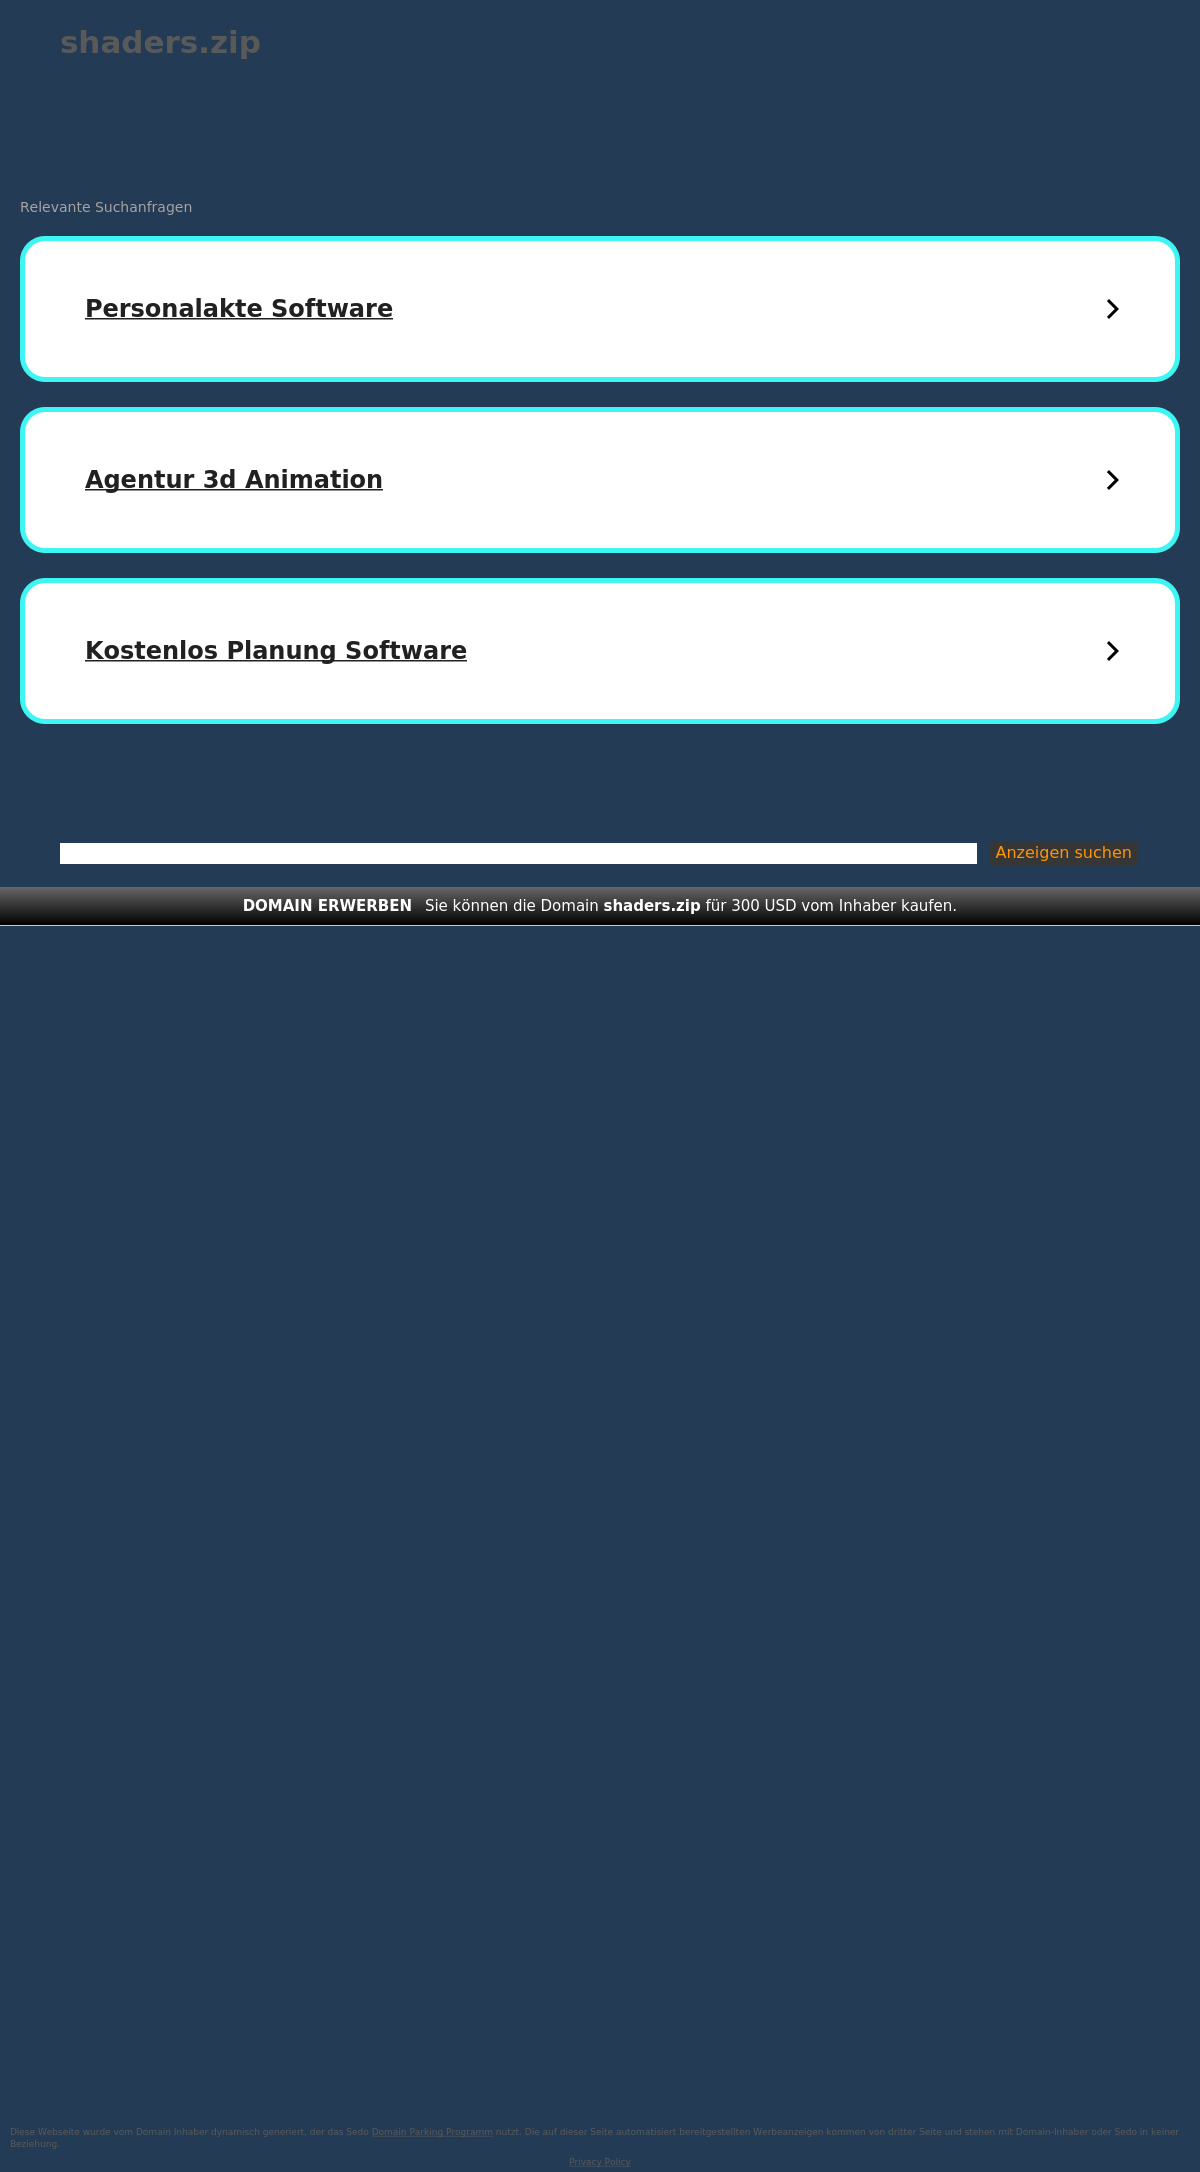 shaders.zip
Relevante Suchanfragen
Personalakte Software
Agentur 3d Animation
Kostenlos Planung Software
Anzeigen suchen
DOMAIN ERWERBEN Sie können die Domain shaders.zip für 300 USD vom Inhaber kaufen.
Diese Webseite wurde vom Domain Inhaber dynamisch generiert, der das Sedo Domain Parking Programm nutzt. Die auf dieser Seite automatisiert bereitgestellten Werbeanzeigen kommen von dritter Seite und stehen mit Domain-Inhaber oder Sedo in keiner
Beziehung.
Privacy Policy